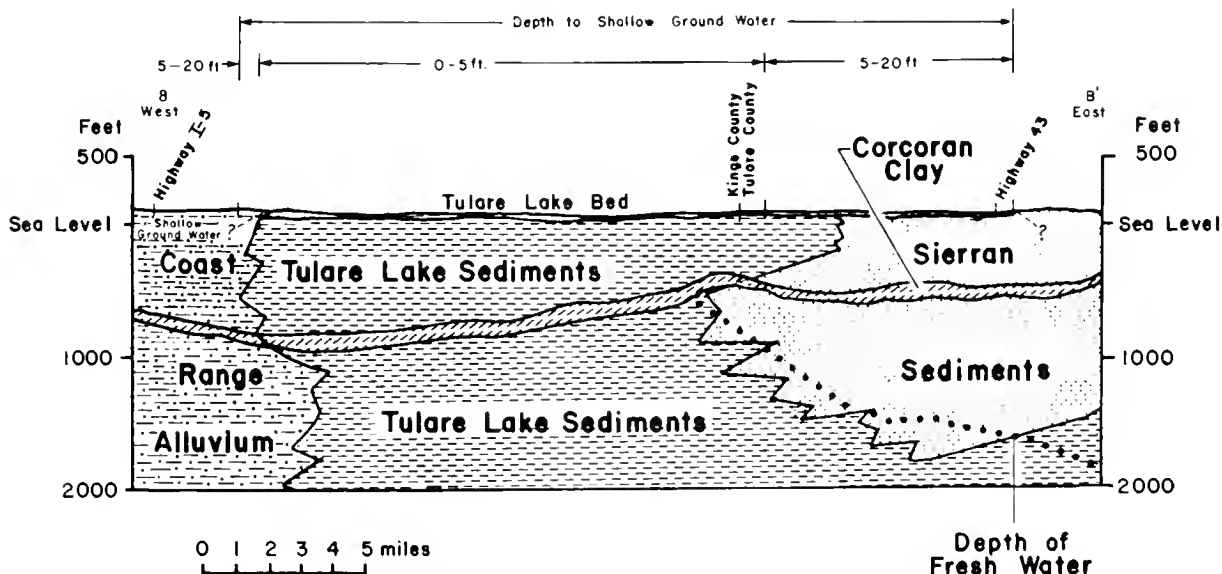 Depth to Shallow Ground Water
5-20 ft
0-5 ft.
5-20 ft
B
West
B'
East
Highway I-5
Kings County
Tulare County
Highway 43
Feet
Feet
500
500
Corcoran
Clay
Tulare Lake Bed
Sea Level
Sea Level
Shallow
Ground Water
?
?
Coast
Tulare Lake Sediments
Sierran
1000
1000
Range
Sediments
Tulare Lake Sediments
Alluvium
2000
2000
0 1 2 3 4 5 miles
Depth of
Fresh Water